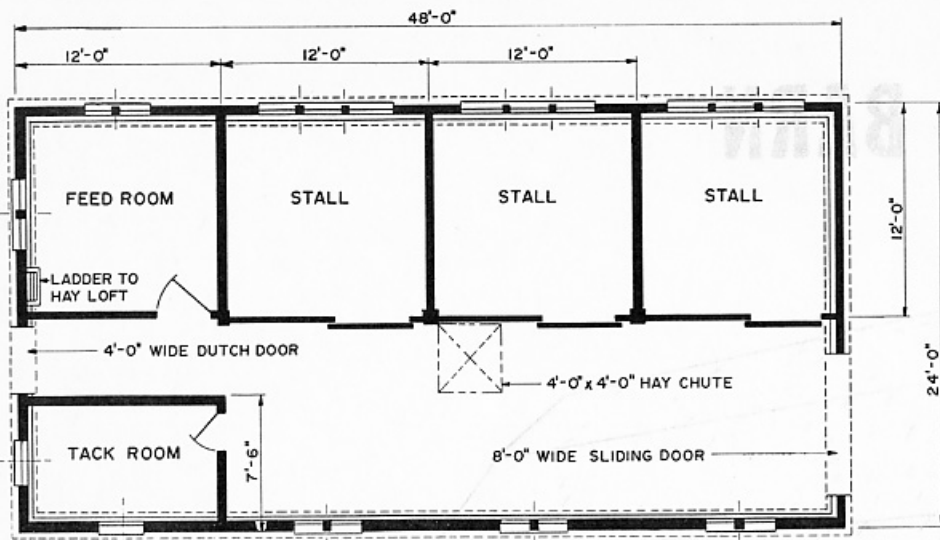 48'-0"
12'-0"
12'-0"
12'-0"
BARN
FEED ROOM
STALL
STALL
STALL
12'-0"
LADDER TO
HAY LOFT
4'-0" WIDE DUTCH DOOR
4'-0" x 4'-0" HAY CHUTE
24'-0"
TACK ROOM
7'-6"
8'-0" WIDE SLIDING DOOR